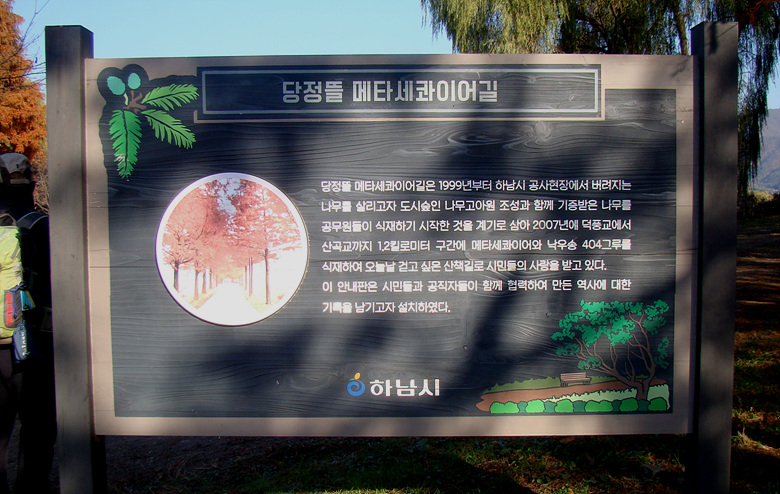 당정뜰 메타세콰이어길
당정뜰 메타세콰이어길은 1999년부터 하남시 공사현장에서 버려지는
나무를 살리고자 도시숲인 나무고아원 조성과 함께 기증받은 나무를
공무원들이 식재하기 시작한 것을 계기로 삼아 2007년에 덕풍교에서
산곡교까지 1.2킬로미터 구간에 메타세콰이어와 낙우송 404그루를
식재하여 오늘날 걷고 싶은 산책길로 시민들의 사랑을 받고 있다.
이 안내판은 시민들과 공직자들이 함께 협력하여 만든 역사에 대한
기록을 남기고자 설치하였다.
하남시